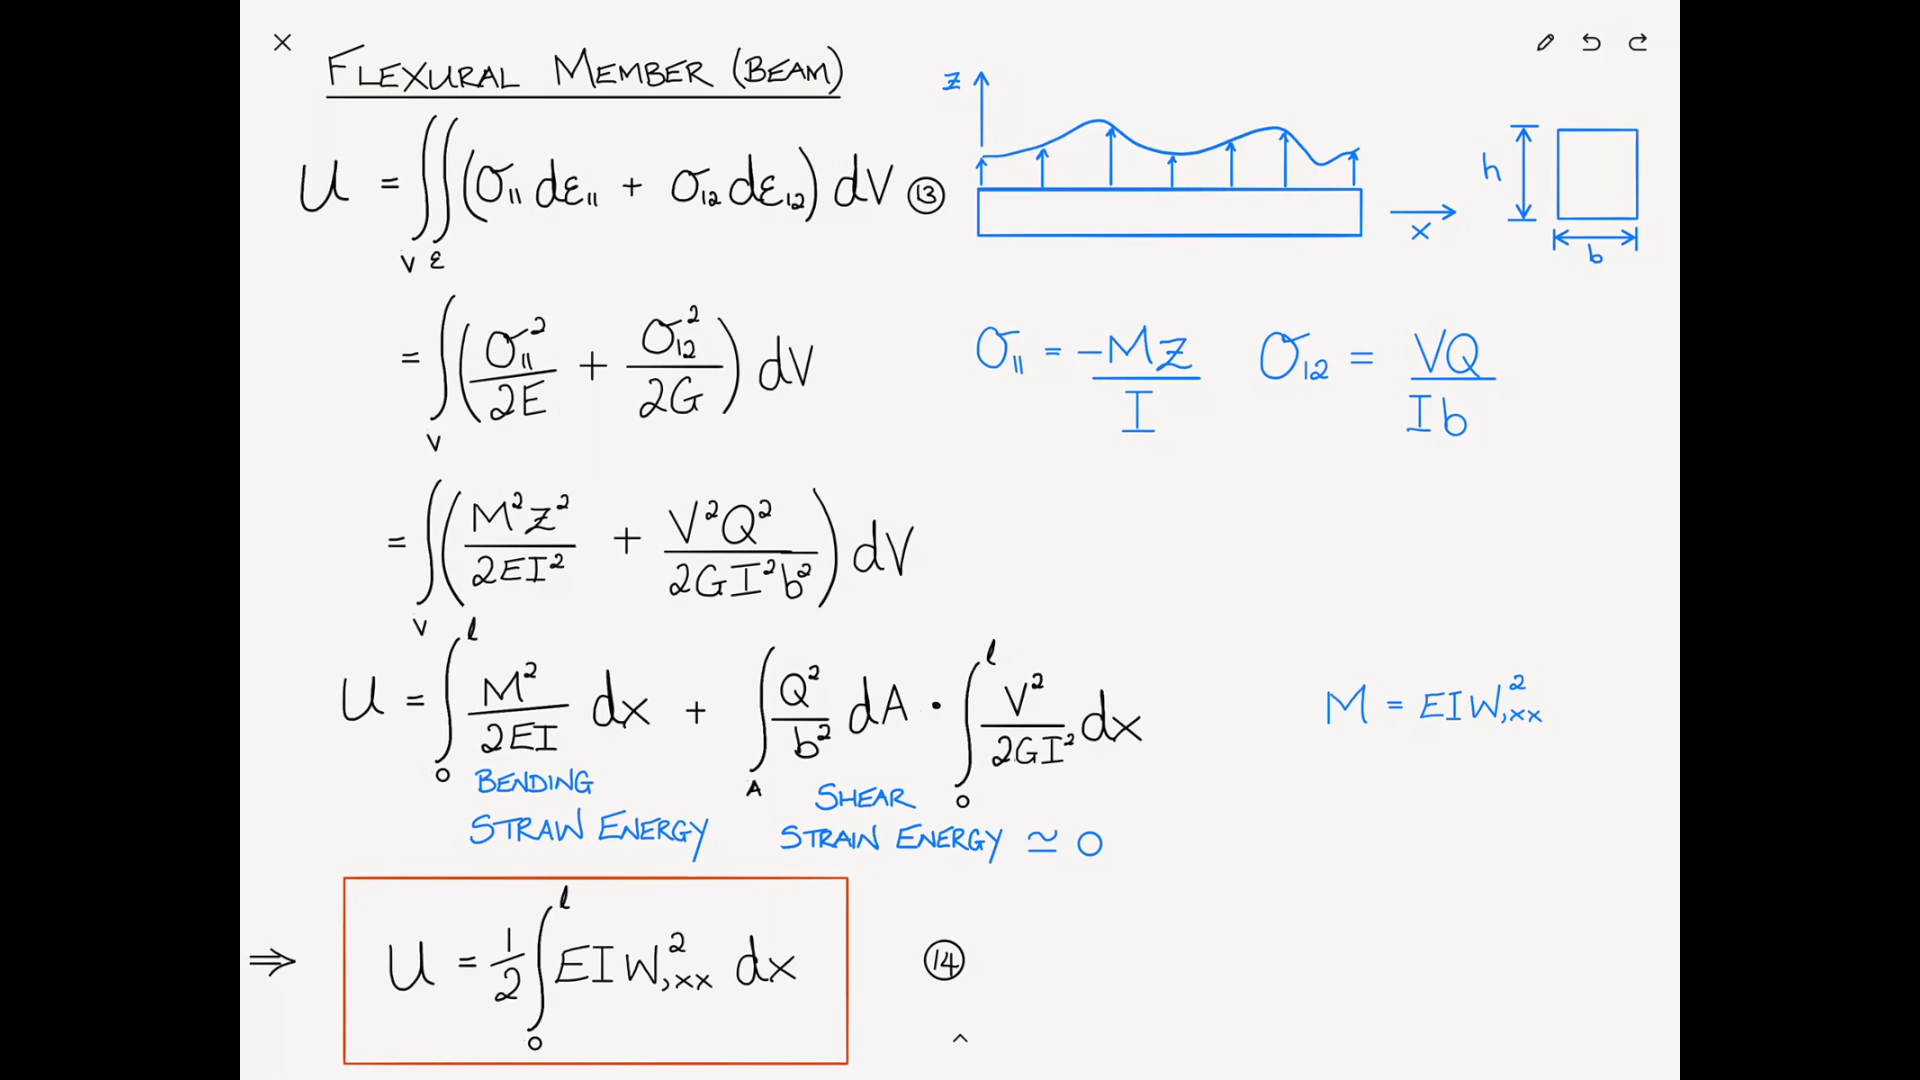 FLEXURAL MEMBER (BEAM)
z
h
b
x
U = ∫∫ (σ₁₁ dε₁₁ + σ₁₂ dε₁₂) dV ⑬
V ε
= ∫ (σ₁₁²/2E + σ₁₂²/2G) dV
V
σ₁₁ = -Mz/I σ₁₂ = VQ/Ib
= ∫ (M²z²/2EI² + V²Q²/2GI²b²) dV
V
U = ∫₀ˡ M²/2EI dx + ∫_A Q²/b² dA · ∫₀ˡ V²/2GI² dx
M = EIW,xx²
BENDING
STRAW ENERGY
SHEAR
STRAIN ENERGY ≃ 0
⇒ U = 1/2 ∫₀ˡ EIW,xx² dx ⑭